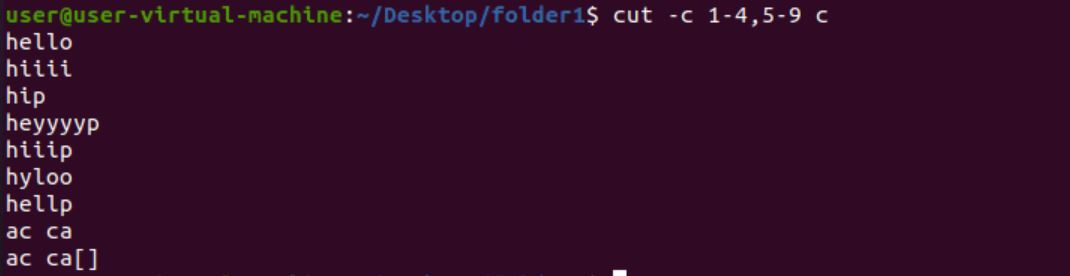 user@user-virtual-machine:~/Desktop/folder1$ cut -c 1-4,5-9 c
hello
hiiii
hip
heyyyyp
hiiip
hyloo
hellp
ac ca
ac ca[]